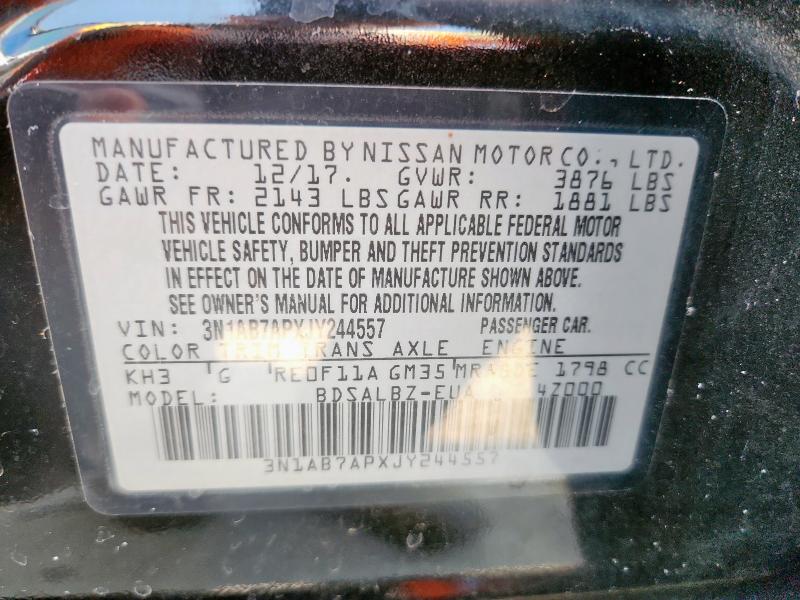 MANUFACTURED BY NISSAN MOTOR CO., LTD.
DATE: 12/17. GVWR: 3876 LBS
GAWR FR: 2143 LBS GAWR RR: 1881 LBS
THIS VEHICLE CONFORMS TO ALL APPLICABLE FEDERAL MOTOR
VEHICLE SAFETY, BUMPER AND THEFT PREVENTION STANDARDS
IN EFFECT ON THE DATE OF MANUFACTURE SHOWN ABOVE.
SEE OWNER'S MANUAL FOR ADDITIONAL INFORMATION.
VIN: 3N1AB7APXJY244557 PASSENGER CAR.
COLOR TRIM TRANS AXLE ENGINE
KH3 G RE0F11A GM35 1798 CC
MODEL:
3N1AB7APXJY244557